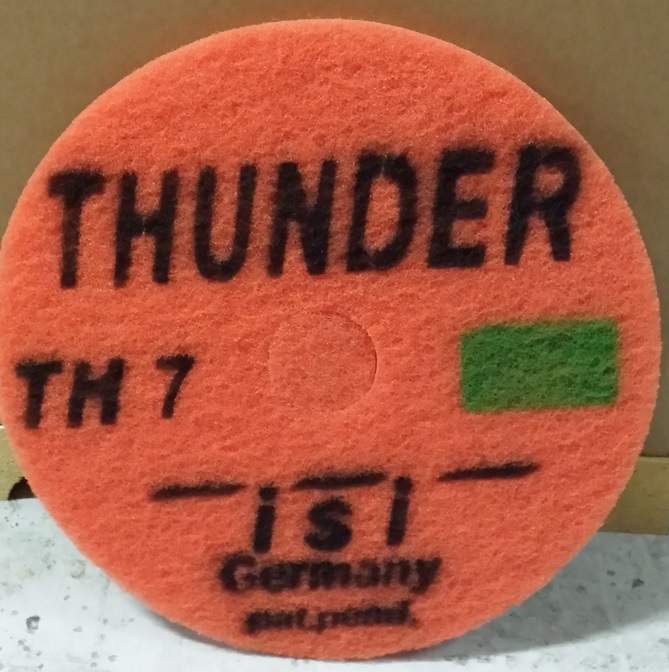 THUNDER
TH 7
isi
Germany
pat.pend.